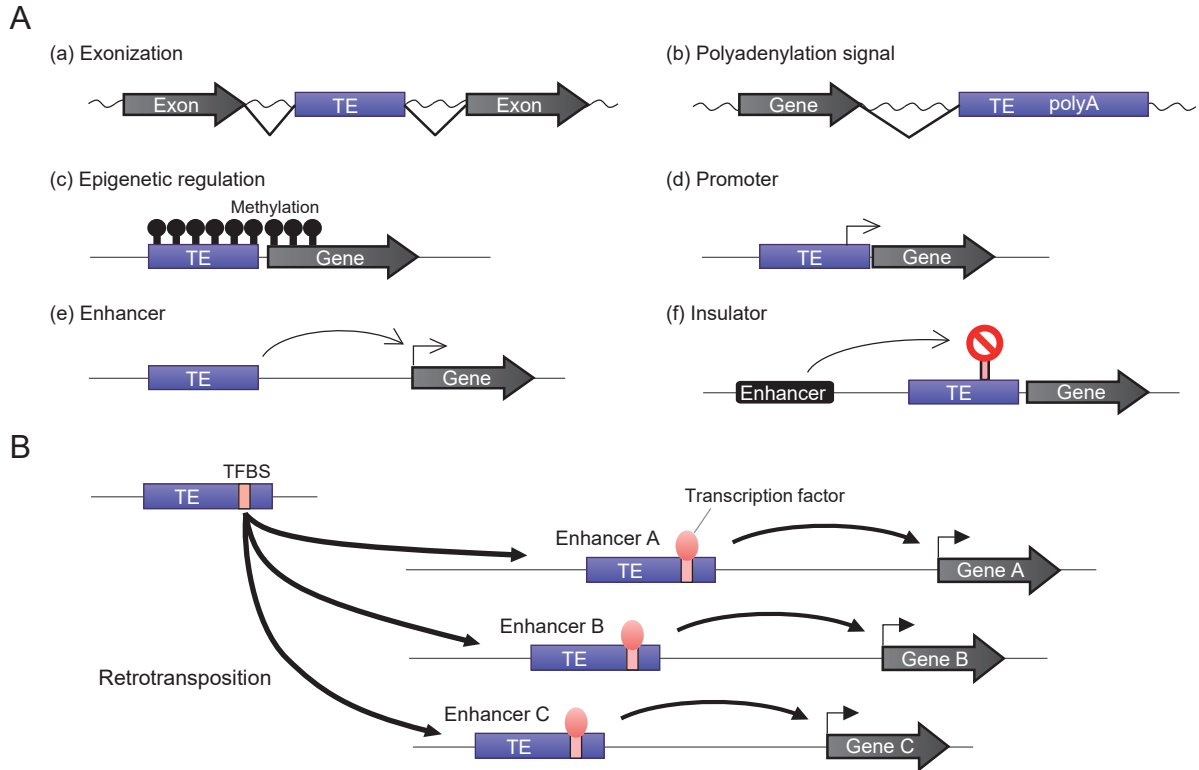 A
(a) Exonization
Exon
TE
Exon
(b) Polyadenylation signal
Gene
TE polyA
(c) Epigenetic regulation
Methylation
TE
Gene
(d) Promoter
TE
Gene
(e) Enhancer
TE
Gene
(f) Insulator
Enhancer
TE
Gene
B
TFBS
TE
Retrotransposition
Transcription factor
Enhancer A
TE
Gene A
Enhancer B
TE
Gene B
Enhancer C
TE
Gene C